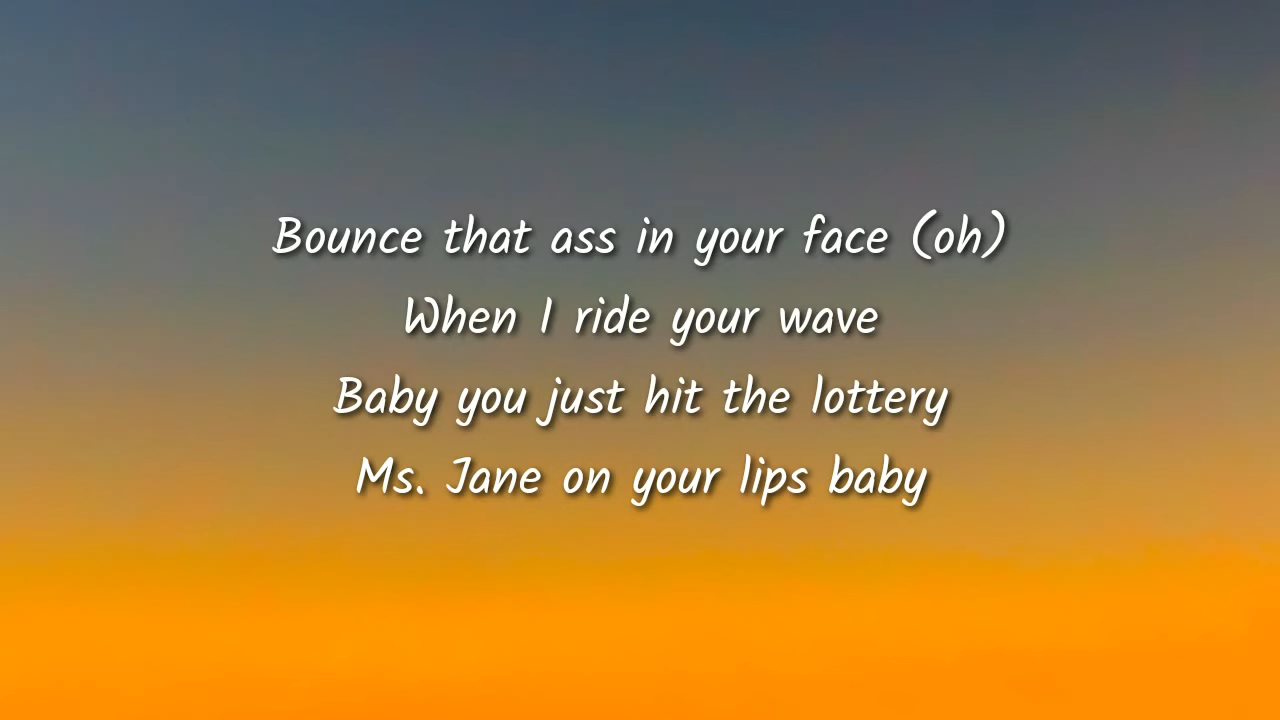 Bounce that ass in your face (oh)
When I ride your wave
Baby you just hit the lottery
Ms. Jane on your lips baby